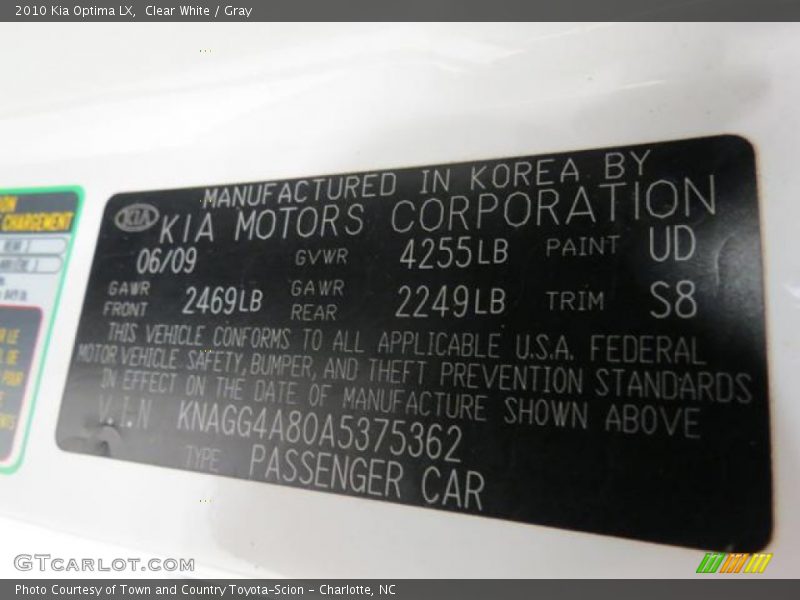 2010 Kia Optima LX, Clear White / Gray
MANUFACTURED IN KOREA BY
KIA KIA MOTORS CORPORATION
06/09 GVWR 4255LB PAINT UD
GAWR FRONT 2469LB GAWR REAR 2249LB TRIM S8
THIS VEHICLE CONFORMS TO ALL APPLICABLE U.S.A. FEDERAL
MOTOR VEHICLE SAFETY, BUMPER, AND THEFT PREVENTION STANDARDS
IN EFFECT ON THE DATE OF MANUFACTURE SHOWN ABOVE
V.I.N KNAGG4A80A5375362
TYPE PASSENGER CAR
CHARGEMENT
GTCARLOT.COM
Photo Courtesy of Town and Country Toyota-Scion - Charlotte, NC